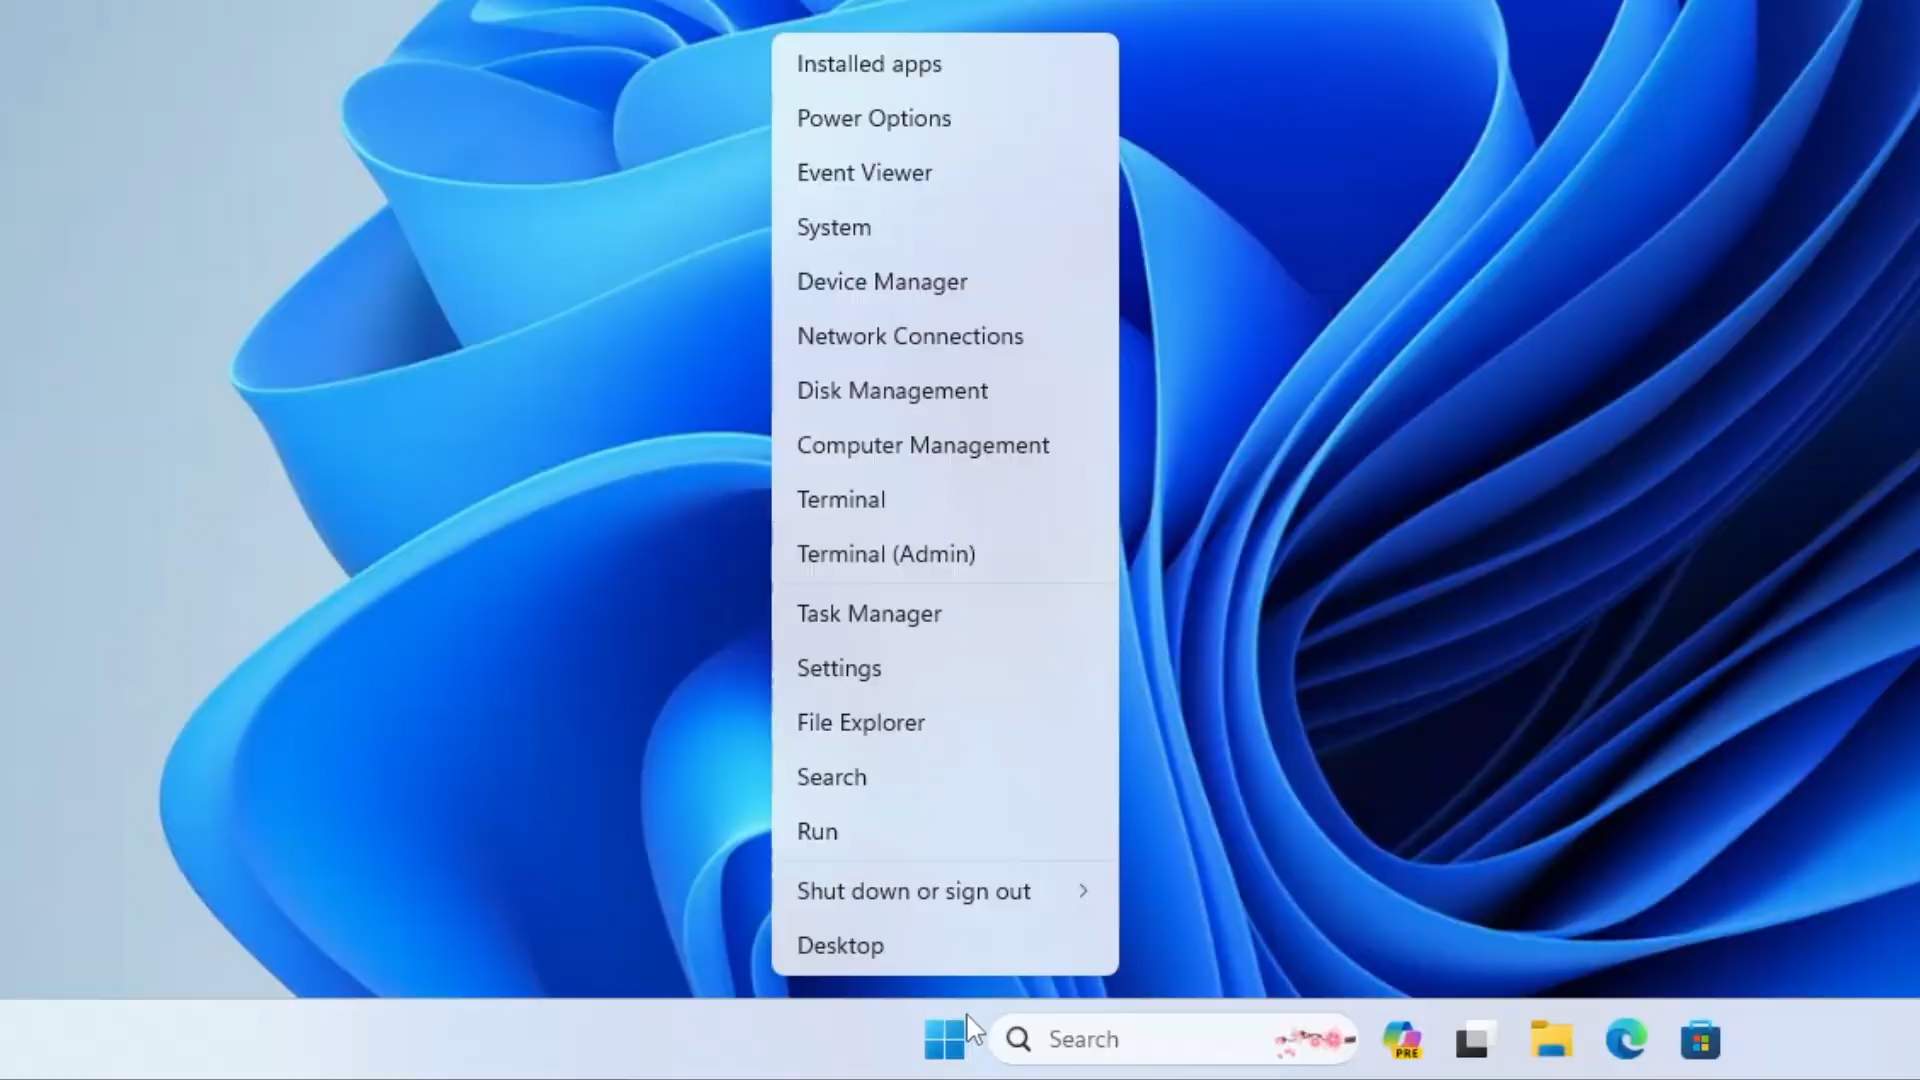 Installed apps
Power Options
Event Viewer
System
Device Manager
Network Connections
Disk Management
Computer Management
Terminal
Terminal (Admin)
Task Manager
Settings
File Explorer
Search
Run
Shut down or sign out
Desktop
Search
PRE